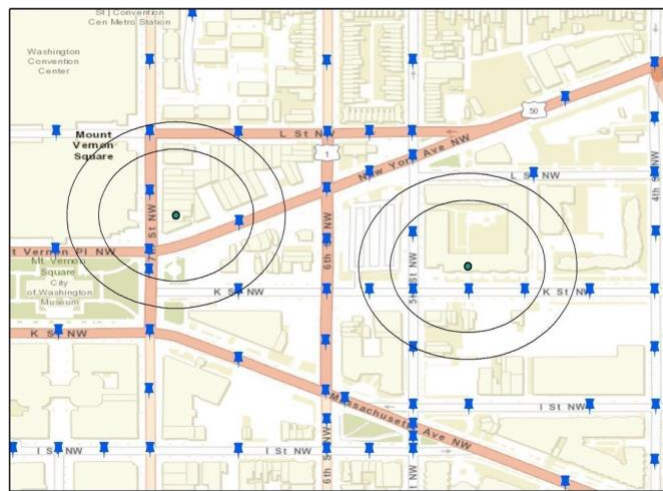 St | Convention
Cen Metro Station
Washington
Convention
Center
50
Mount
Vernon
Square
L St NW
1
New York Ave NW
L St NW
7th St NW
4th S
t Vernon Pl NW
6th St NW
Mt. Vernon
Square
City
of Washington
Museum
K St NW
5th St NW
K St NW
K St NW
Massachusetts Ave NW
I St NW
I St NW
I St NW
6th S
t NW